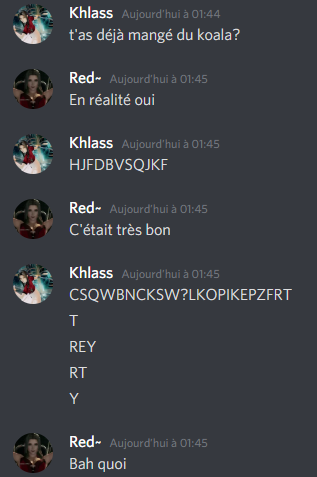 Khlass Aujourd'hui à 01:44
t'as déjà mangé du koala?
Red~ Aujourd'hui à 01:45
En réalité oui
Khlass Aujourd'hui à 01:45
HJFDBVSQJKF
Red~ Aujourd'hui à 01:45
C'était très bon
Khlass Aujourd'hui à 01:45
CSQWBNCKSW?LKOPIKEPZFRT
T
REY
RT
Y
Red~ Aujourd'hui à 01:45
Bah quoi